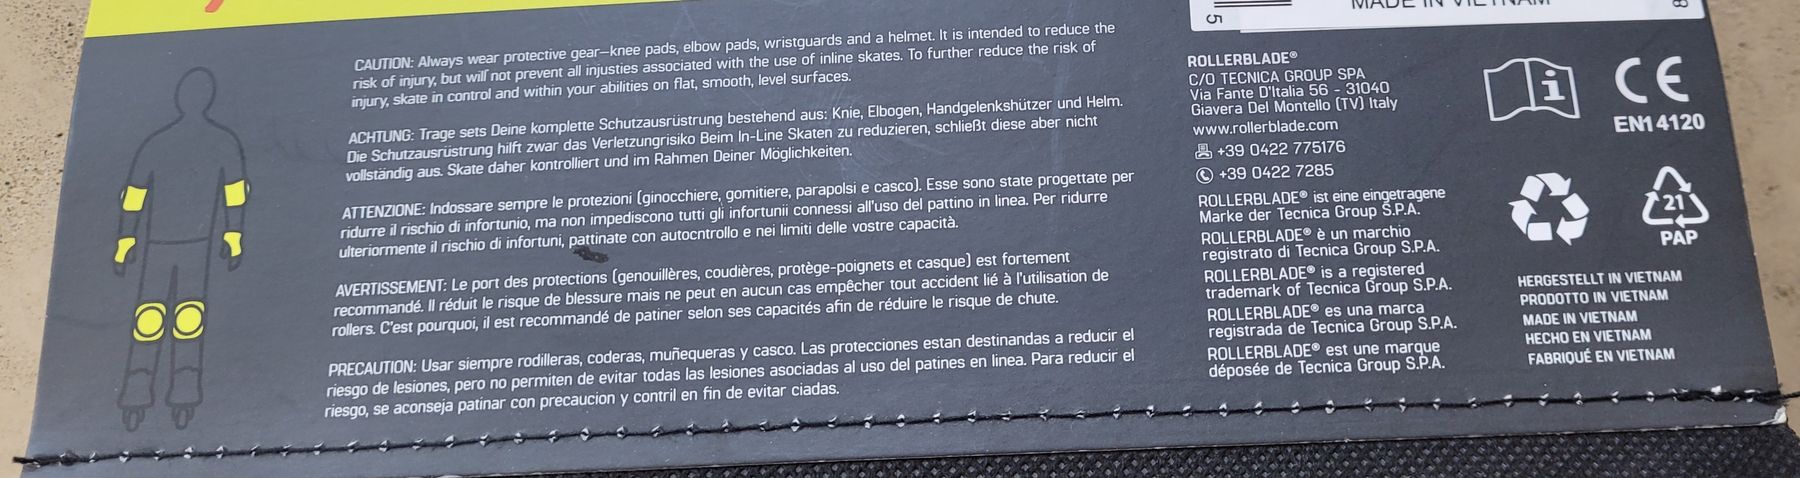 MADE IN VIETNAM
5
8
CAUTION: Always wear protective gear—knee pads, elbow pads, wristguards and a helmet. It is intended to reduce the
risk of injury, but will not prevent all injusties associated with the use of inline skates. To further reduce the risk of
injury, skate in control and within your abilities on flat, smooth, level surfaces.
ACHTUNG: Trage sets Deine komplette Schutzausrüstung bestehend aus: Knie, Elbogen, Handgelenkshützer und Helm.
Die Schutzausrüstrung hilft zwar das Verletzungrisiko Beim In-Line Skaten zu reduzieren, schließt diese aber nicht
vollständig aus. Skate daher kontrolliert und im Rahmen Deiner Möglichkeiten.
ATTENZIONE: Indossare sempre le protezioni (ginocchiere, gomitiere, parapolsi e casco). Esse sono state progettate per
ridurre il rischio di infortunio, ma non impediscono tutti gli infortunii connessi all'uso del pattino in linea. Per ridurre
ulteriormente il rischio di infortuni, pattinate con autocntrollo e nei limiti delle vostre capacità.
AVERTISSEMENT: Le port des protections (genouillères, coudières, protège-poignets et casque) est fortement
recommandé. Il réduit le risque de blessure mais ne peut en aucun cas empêcher tout accident lié à l'utilisation de
rollers. C'est pourquoi, il est recommandé de patiner selon ses capacités afin de réduire le risque de chute.
PRECAUTION: Usar siempre rodilleras, coderas, muñequeras y casco. Las protecciones estan destinandas a reducir el
riesgo de lesiones, pero no permiten de evitar todas las lesiones asociadas al uso del patines en linea. Para reducir el
riesgo, se aconseja patinar con precaucion y contril en fin de evitar ciadas.
ROLLERBLADE®
C/O TECNICA GROUP SPA
Via Fante D'Italia 56 - 31040
Giavera Del Montello (TV) Italy
www.rollerblade.com
+39 0422 775176
+39 0422 7285
ROLLERBLADE® ist eine eingetragene
Marke der Tecnica Group S.P.A.
ROLLERBLADE® è un marchio
registrato di Tecnica Group S.P.A.
ROLLERBLADE® is a registered
trademark of Tecnica Group S.P.A.
ROLLERBLADE® es una marca
registrada de Tecnica Group S.P.A.
ROLLERBLADE® est une marque
déposée de Tecnica Group S.P.A.
i
CE
EN14120
21
PAP
HERGESTELLT IN VIETNAM
PRODOTTO IN VIETNAM
MADE IN VIETNAM
HECHO EN VIETNAM
FABRIQUÉ EN VIETNAM